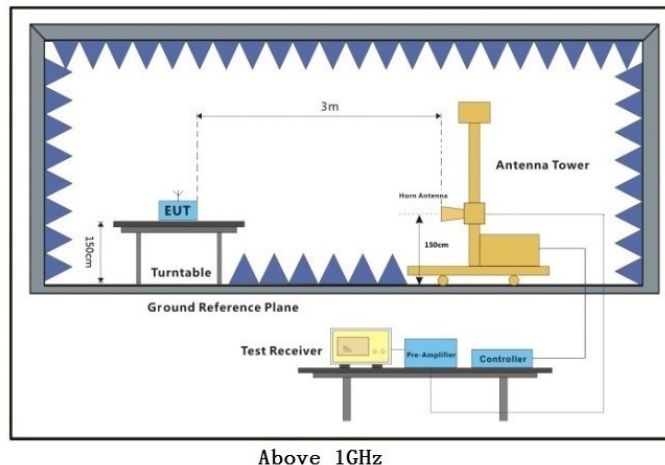 3m
Antenna Tower
Horn Antenna
EUT
150cm
150cm
Turntable
Ground Reference Plane
Test Receiver
Pre-Amplifier
Controller
Above 1GHz